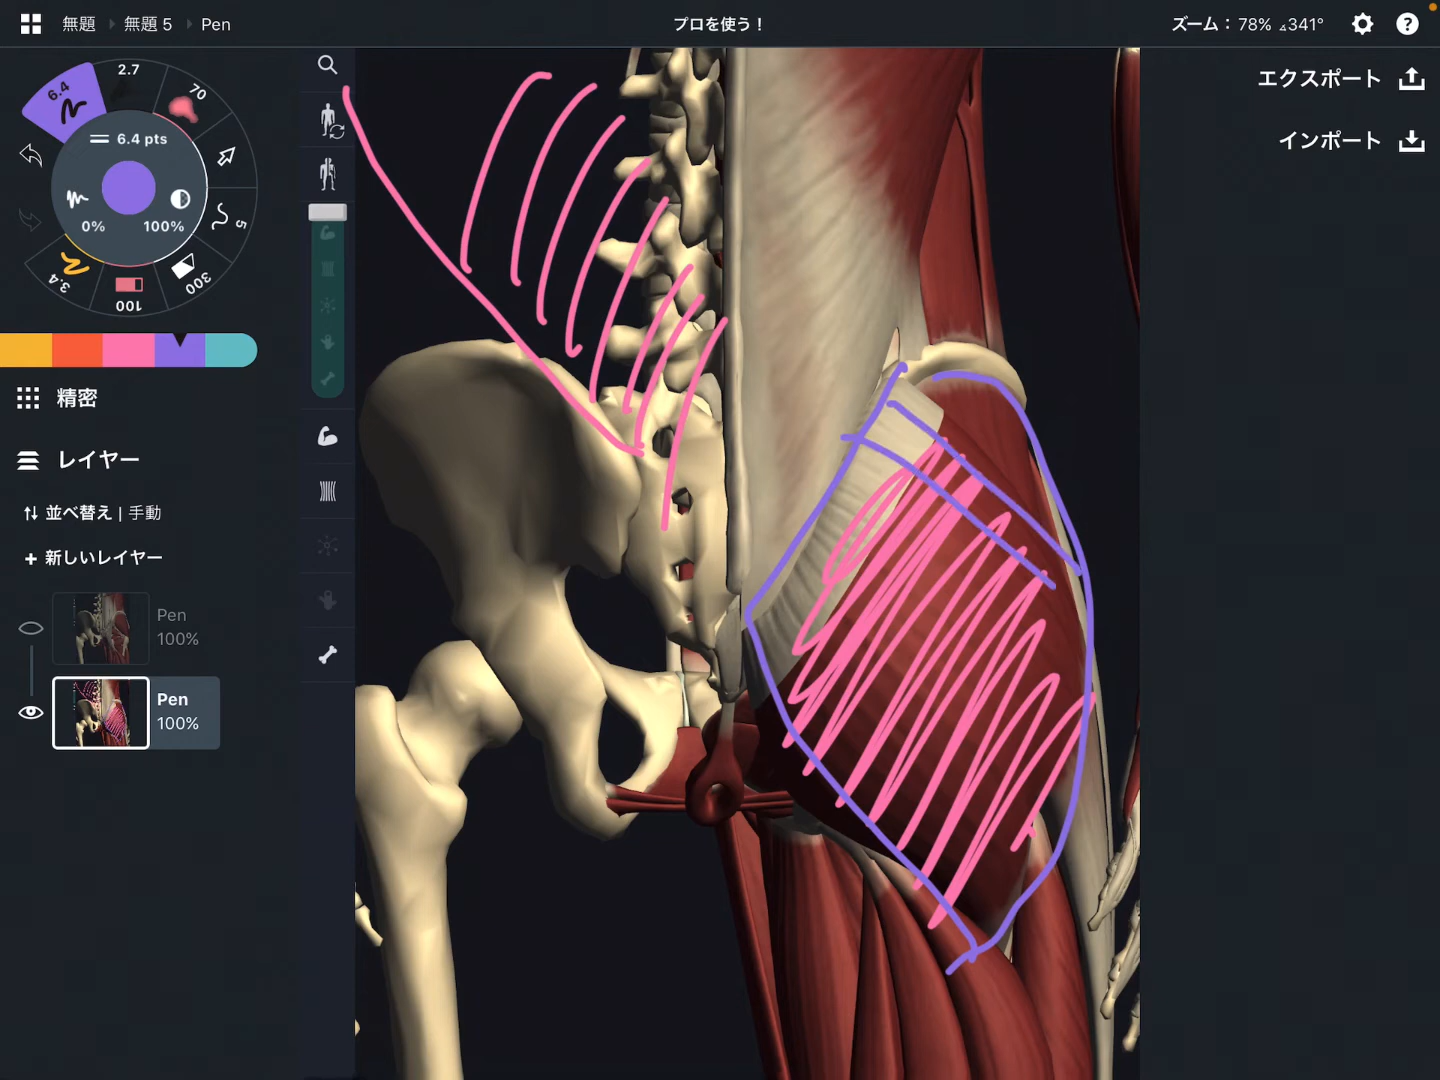 無題 無題 5 Pen
プロを使う!
ズーム:78% ⦞341°
エクスポート
インポート
6.4
2.7
70
6.4 pts
0%
100%
5
300
100
3.4
精密
レイヤー
並べ替え | 手動
+ 新しいレイヤー
Pen
100%
Pen
100%